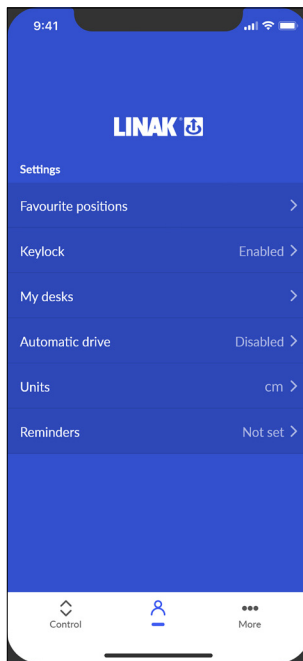 9:41
LINAK
Settings
Favourite positions
Keylock Enabled
My desks
Automatic drive Disabled
Units cm
Reminders Not set
Control More